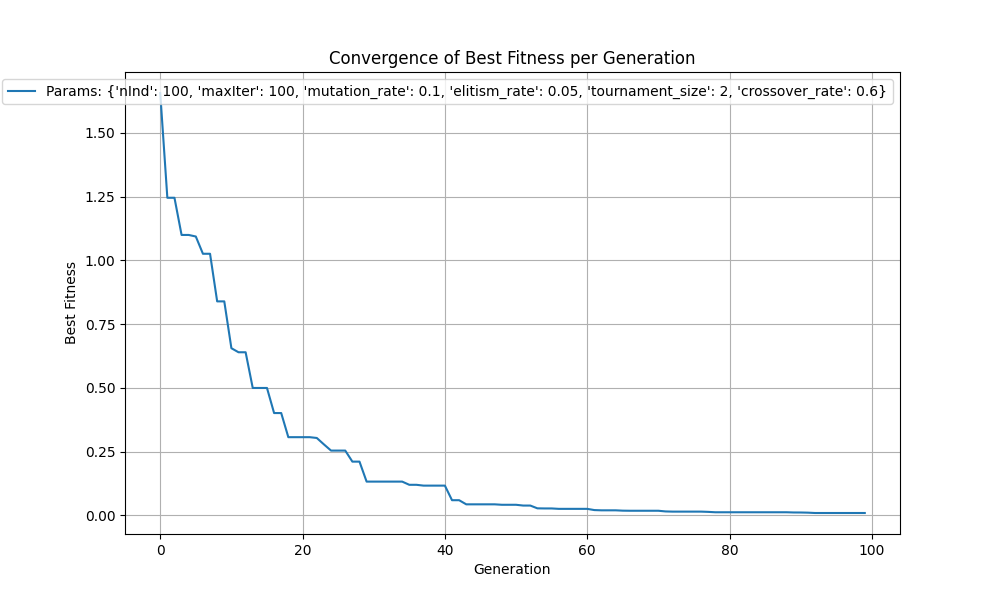 Convergence of Best Fitness per Generation
Params: {'nInd': 100, 'maxIter': 100, 'mutation_rate': 0.1, 'elitism_rate': 0.05, 'tournament_size': 2, 'crossover_rate': 0.6}
1.50
1.25
1.00
0.75
0.50
0.25
0.00
Best Fitness
0 20 40 60 80 100
Generation